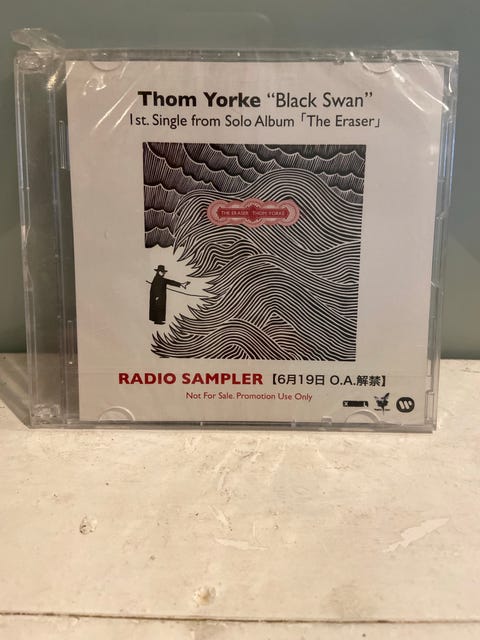 Thom Yorke “Black Swan”
1st. Single from Solo Album「The Eraser」
THE ERASER THOM YORKE
RADIO SAMPLER【6月19日 O.A.解禁】
Not For Sale. Promotion Use Only